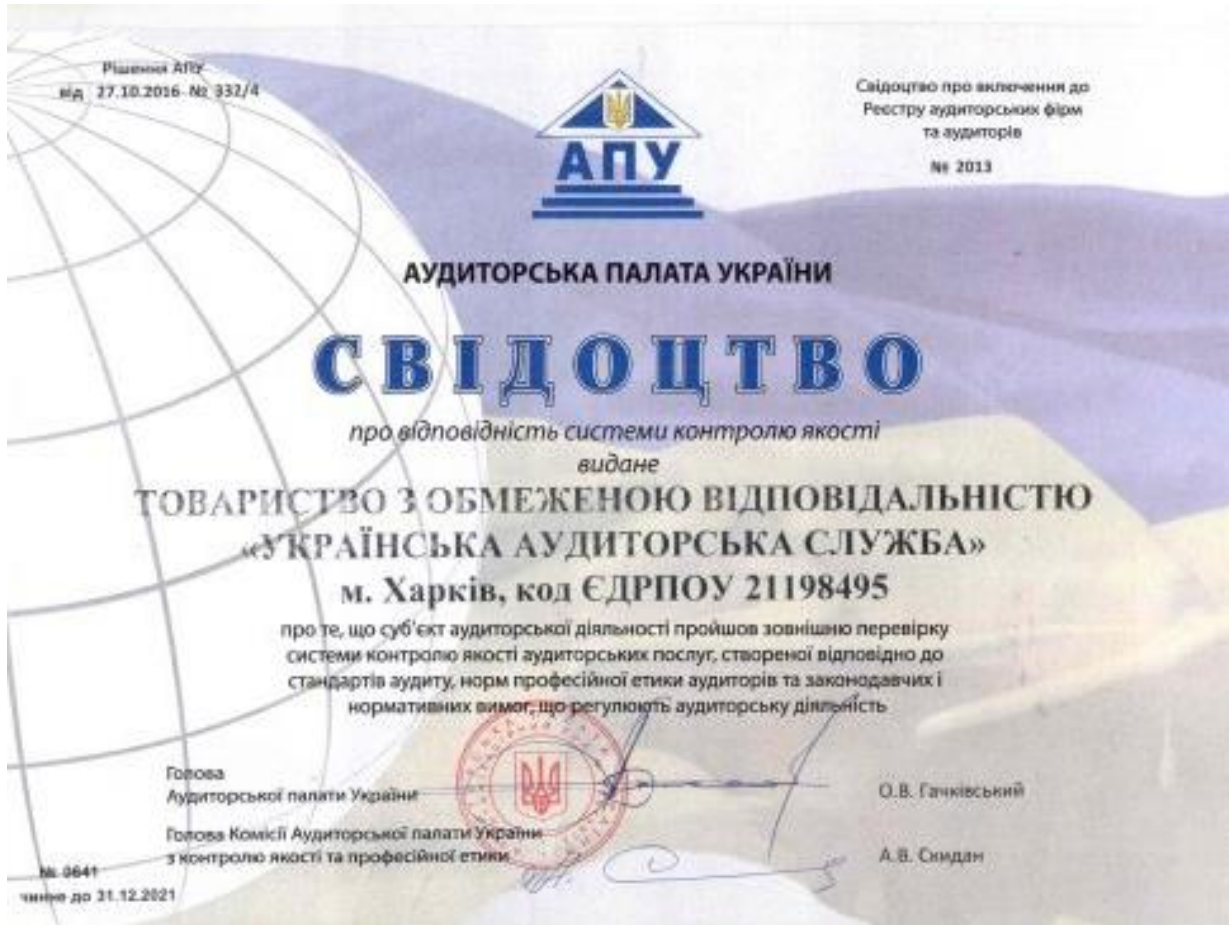 Рішення АПУ
від 27.10.2016 № 332/4
Свідоцтво про включення до
Реєстру аудиторських фірм
та аудиторів
№ 2013
АПУ
АУДИТОРСЬКА ПАЛАТА УКРАЇНИ
СВІДОЦТВО
про відповідність системи контролю якості
видане
ТОВАРИСТВО З ОБМЕЖЕНОЮ ВІДПОВІДАЛЬНІСТЮ
«УКРАЇНСЬКА АУДИТОРСЬКА СЛУЖБА»
м. Харків, код ЄДРПОУ 21198495
про те, що суб'єкт аудиторської діяльності пройшов зовнішню перевірку
системи контролю якості аудиторських послуг, створеної відповідно до
стандартів аудиту, норм професійної етики аудиторів та законодавчих і
нормативних вимог, що регулюють аудиторську діяльність
Голова
Аудиторської палати України
О.В. Гачківський
Голова Комісії Аудиторської палати України
з контролю якості та професійної етики
А.В. Скидан
№ 0641
чинне до 31.12.2021